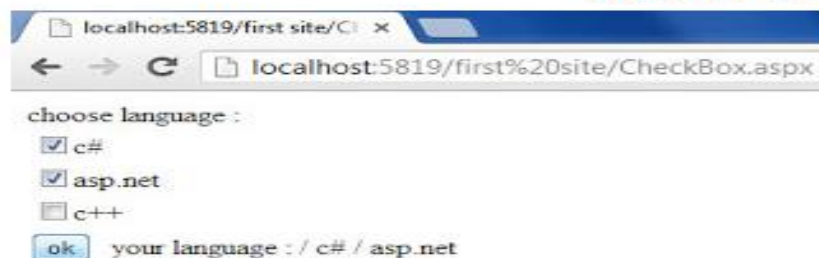 localhost:5819/first site/Cl
localhost:5819/first%20site/CheckBox.aspx
choose language :
c#
asp.net
c++
ok your language : / c# / asp.net